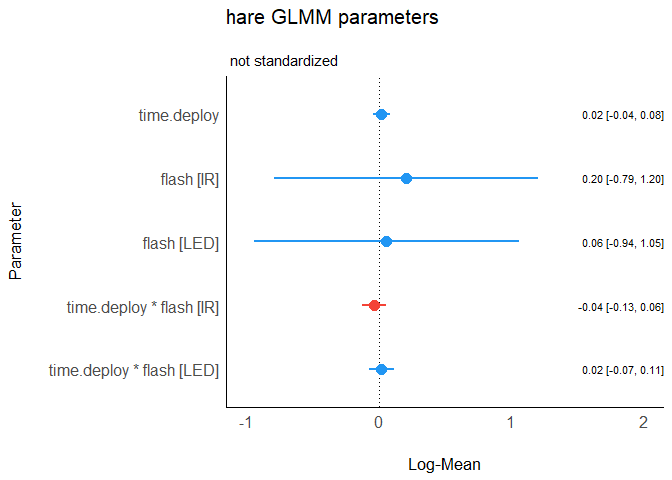 hare GLMM parameters
not standardized
Parameter
time.deploy 0.02 [-0.04, 0.08]
flash [IR] 0.20 [-0.79, 1.20]
flash [LED] 0.06 [-0.94, 1.05]
time.deploy * flash [IR] -0.04 [-0.13, 0.06]
time.deploy * flash [LED] 0.02 [-0.07, 0.11]
-1 0 1 2
Log-Mean